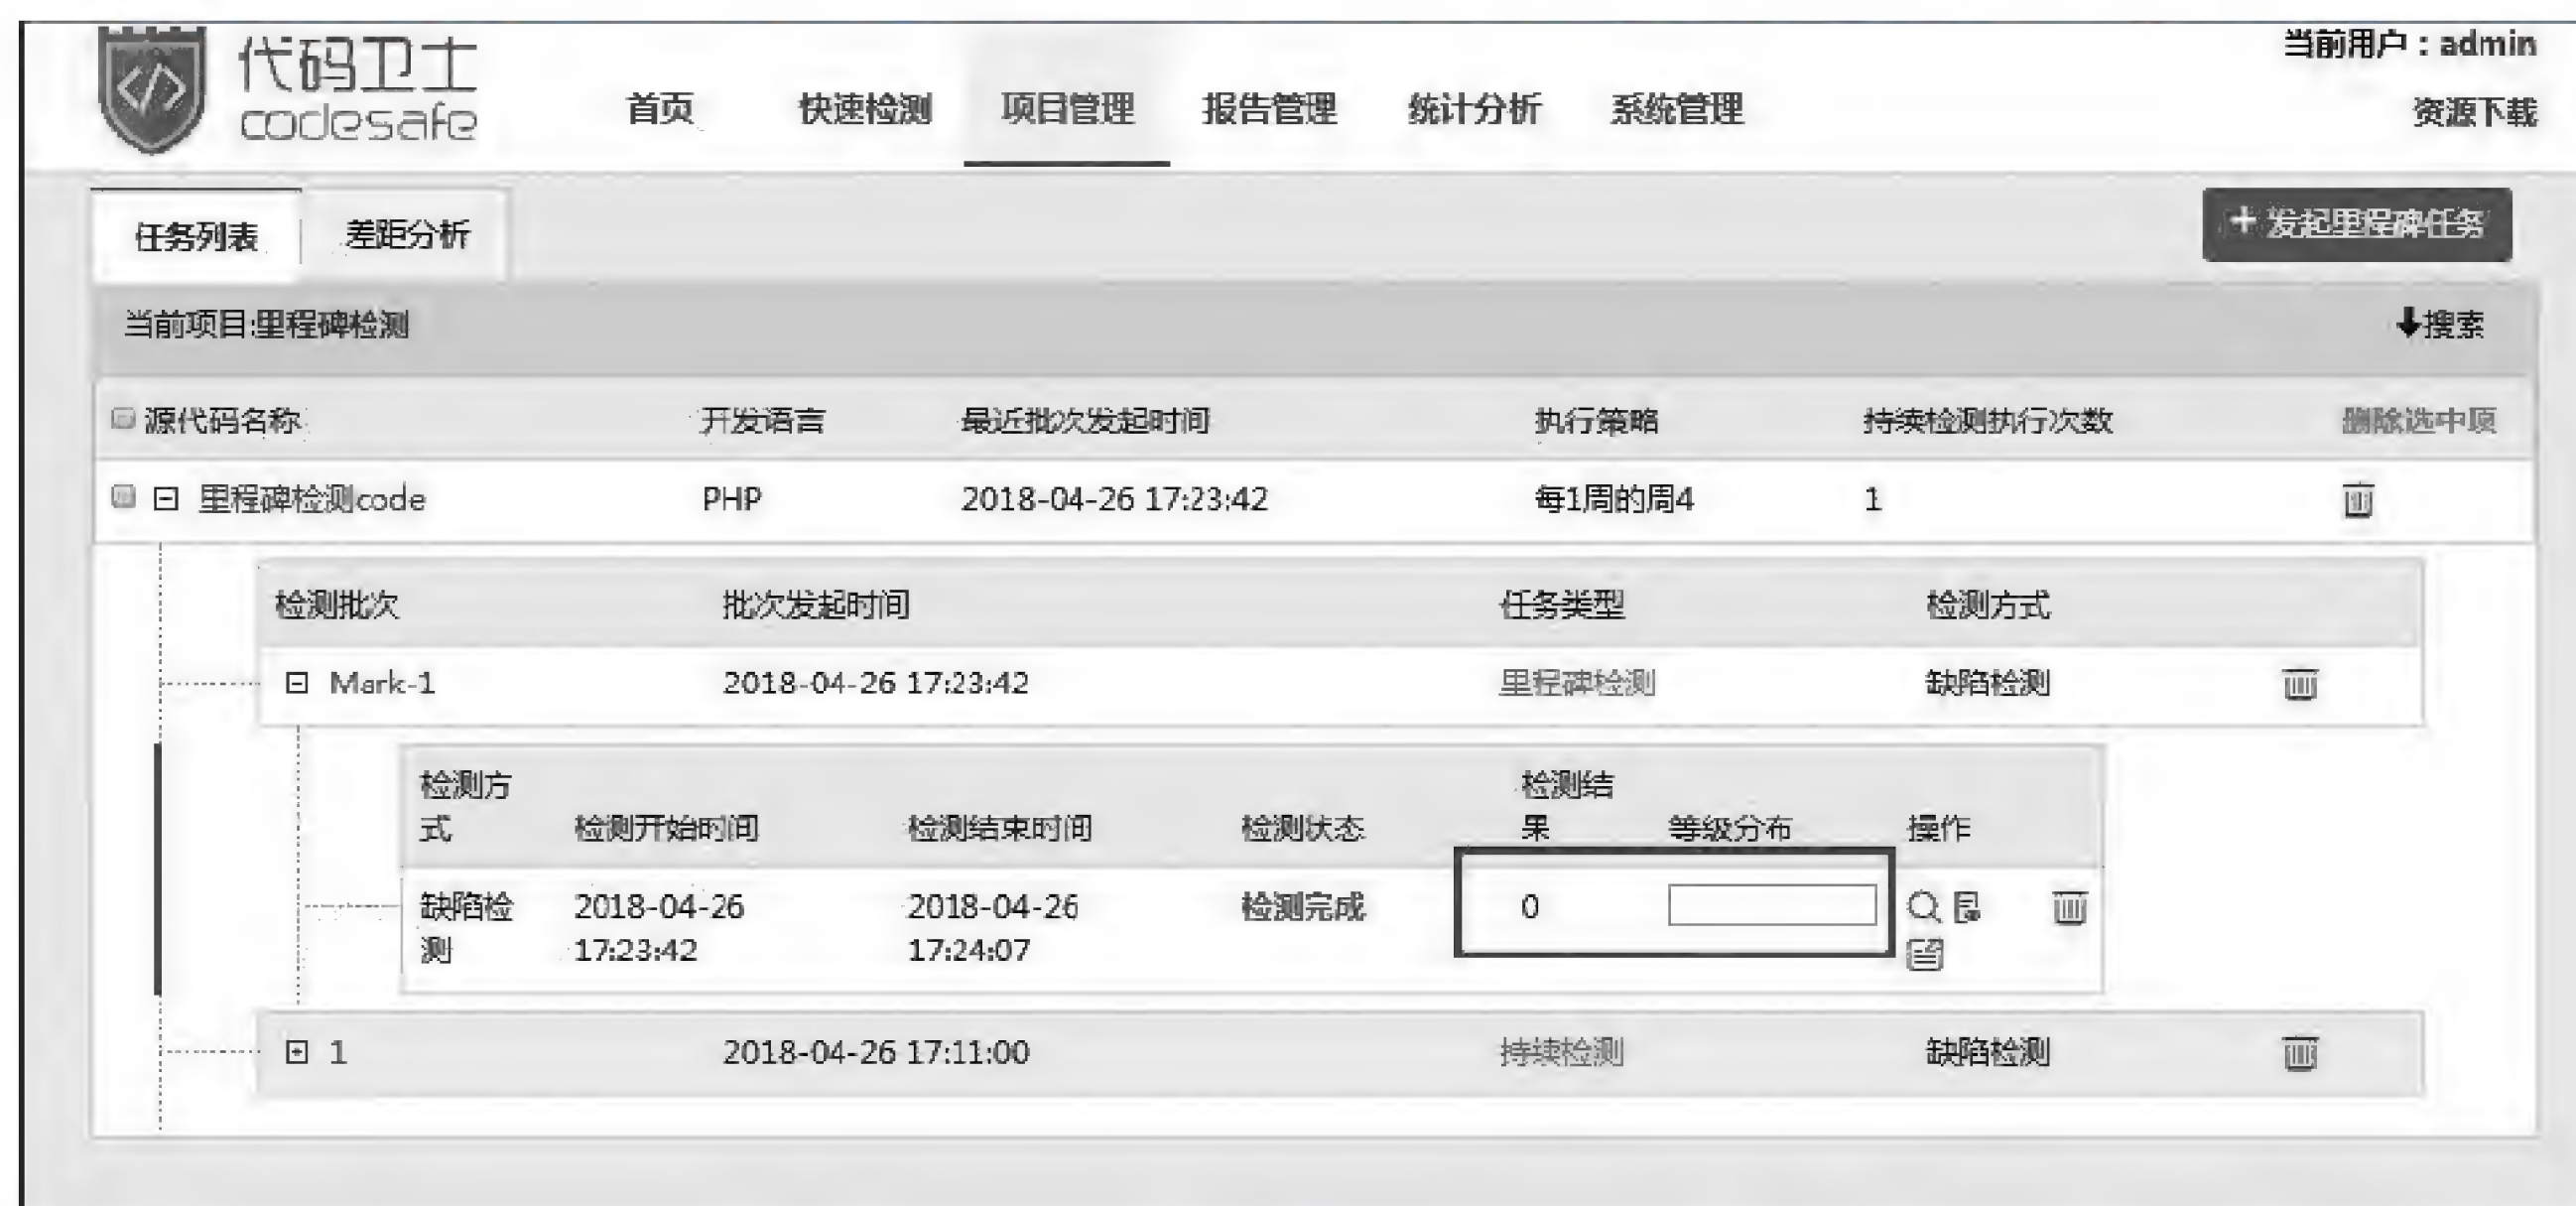 代码卫士
codesafe
首页 快速检测 项目管理 报告管理 统计分析 系统管理
当前用户：admin
资源下载
任务列表 差距分析
+ 发起里程碑任务
当前项目:里程碑检测
搜索
源代码名称 开发语言 最近批次发起时间 执行策略 持续检测执行次数 删除选中项
里程碑检测code PHP 2018-04-26 17:23:42 每1周的周4 1
检测批次 批次发起时间 任务类型 检测方式
Mark-1 2018-04-26 17:23:42 里程碑检测 缺陷检测
检测方式 检测开始时间 检测结束时间 检测状态 检测结果 等级分布 操作
缺陷检测 2018-04-26 17:23:42 2018-04-26 17:24:07 检测完成 0
1 2018-04-26 17:11:00 持续检测 缺陷检测